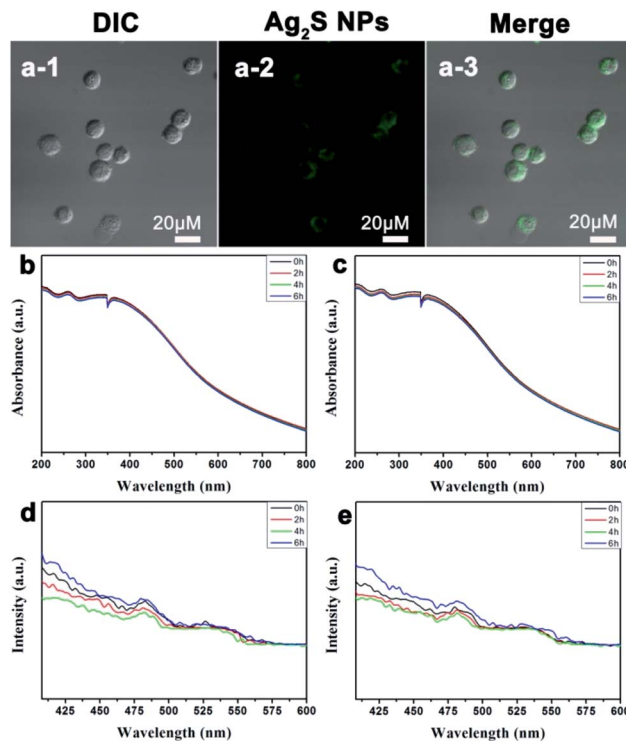 DIC Ag₂S NPs Merge
a-1 a-2 a-3
20µM 20µM 20µM
b c
0h 0h
2h 2h
4h 4h
6h 6h
Absorbance (a.u.) Absorbance (a.u.)
200 300 400 500 600 700 800 200 300 400 500 600 700 800
Wavelength (nm) Wavelength (nm)
d e
0h 0h
2h 2h
4h 4h
6h 6h
Intensity (a.u.) Intensity (a.u.)
425 450 475 500 525 550 575 600 425 450 475 500 525 550 575 600
Wavelength (nm) Wavelength (nm)